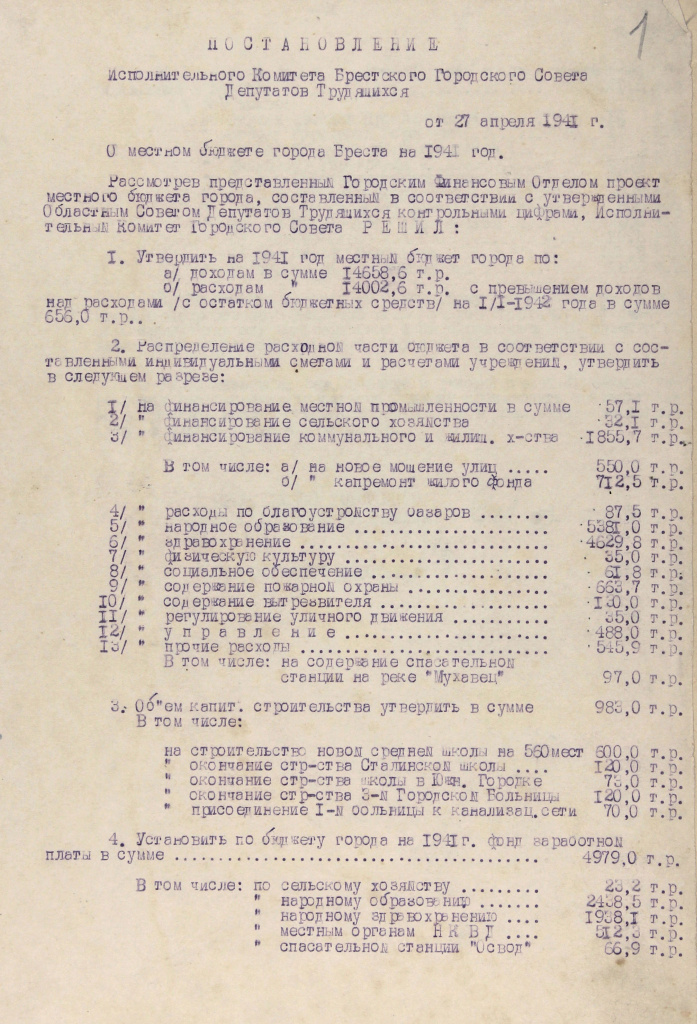 1
ПОСТАНОВЛЕНИЕ
Исполнительного Комитета Брестского Городского Совета
Депутатов Трудящихся
от 27 апреля 1941 г.
О местном бюджете города Бреста на 1941 год.
Рассмотрев представленный Городским Финансовым Отделом проект
местного бюджета города, составленный в соответствии с утвержденными
Областным Советом Депутатов Трудящихся контрольными цифрами, Исполни-
тельный Комитет Городского Совета Р Е Ш И Л :
1. Утвердить на 1941 год местный бюджет города по:
а/ доходам в сумме 14658,6 т.р.
б/ расходам " 14002,6 т.р. с превышением доходов
над расходами /с остатком бюджетных средств/ на 1/1-1942 года в сумме
656,0 т.р..
2. Распределение расходной части бюджета в соответствии с сос-
тавленными индивидуальными сметами и расчетами учреждений, утвердить
в следующем разрезе:
1/ На финансирование местной промышленности в сумме 57,1 т.р.
2/ " финансирование сельского хозяйства 32,1 т.р.
3/ " финансирование коммунального и жилищ. х-ства 1855,7 т.р.
В том числе: а/ на новое мощение улиц ..... 550,0 т.р.
б/ " капремонт жилого фонда 712,5 т.р.
4/ " расходы по благоустройству базаров ........ 87,5 т.р.
5/ " народное образование ....................... 5381,0 т.р.
6/ " здравохранение ............................. 4629,8 т.р.
7/ " физическую культуру ........................ 35,0 т.р.
8/ " социальное обеспечение ..................... 61,8 т.р.
9/ " содержание пожарной охраны ................. 663,7 т.р.
10/ " содержание вытрезвителя .................... 130,0 т.р.
11/ " регулирование уличного движения ............ 35,0 т.р.
12/ " у п р а в л е н и е ........................ 488,0 т.р.
13/ " прочие расходы ............................. 545,9 т.р.
В том числе: на содержание спасательной
станции на реке "Мухавец" 97,0 т.р.
3. Об"ем капит. строительства утвердить в сумме 983,0 т.р.
В том числе:
на строительство новой средней школы на 560 мест 600,0 т.р.
" окончание стр-ства Сталинской школы .... 120,0 т.р.
" окончание стр-ства школы в Южн. Городке 73,0 т.р.
" окончание стр-ства 3-й Городской Больницы 120,0 т.р.
" присоединение 1-й больницы к канализац.сети 70,0 т.р.
4. Установить по бюджету города на 1941г. фонд заработной
платы в сумме ........................................ 4979,0 т.р.
В том числе: по сельскому хозяйству ......... 23,2 т.р.
" народному образованию ....... 2438,5 т.р.
" народному здравохранению .... 1938,1 т.р.
" местным органам Н К В Д .... 512,3 т.р.
" спасательной станции "Освод" 66,9 т.р.